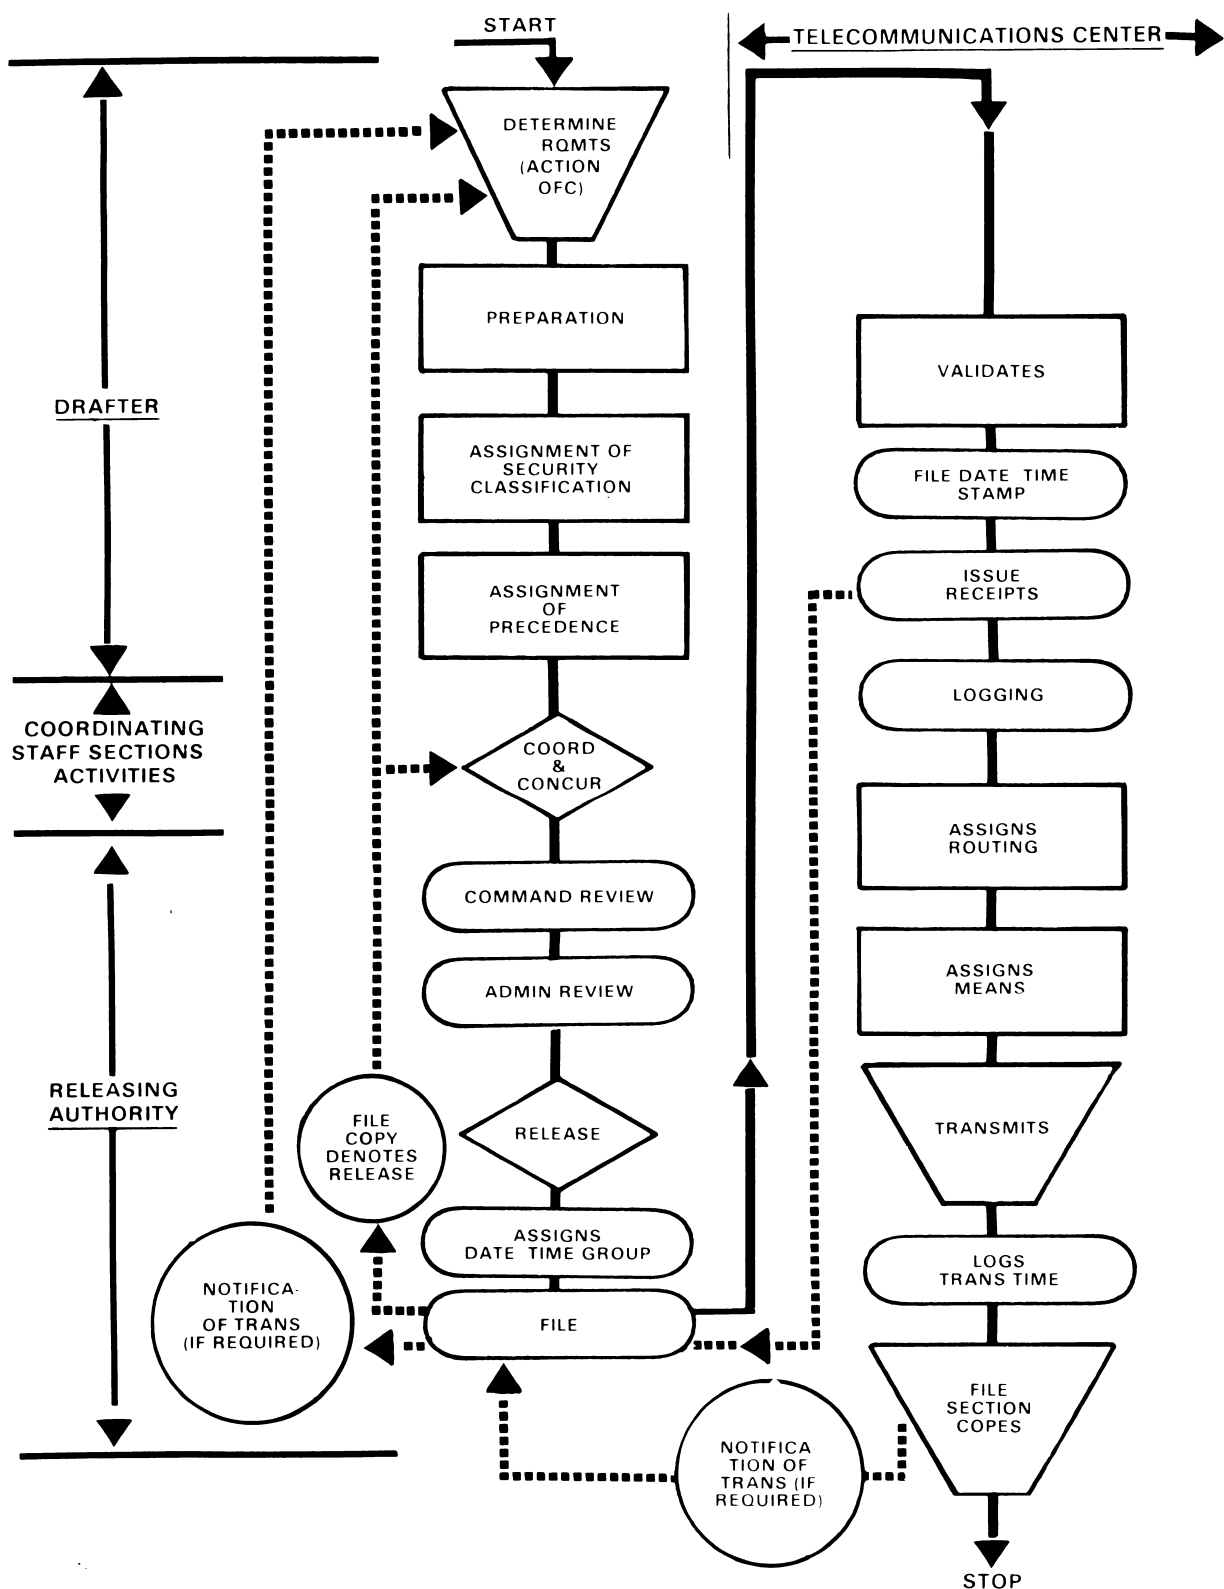 START
TELECOMMUNICATIONS CENTER
DETERMINE
RQMTS
(ACTION
OFC)
PREPARATION
DRAFTER
ASSIGNMENT OF
SECURITY
CLASSIFICATION
ASSIGNMENT
OF
PRECEDENCE
COORDINATING
STAFF SECTIONS
ACTIVITIES
COORD
&
CONCUR
COMMAND REVIEW
ADMIN REVIEW
RELEASING
AUTHORITY
FILE
COPY
DENOTES
RELEASE
RELEASE
ASSIGNS
DATE TIME GROUP
NOTIFICA-
TION
OF TRANS
(IF REQUIRED)
FILE
VALIDATES
FILE DATE TIME
STAMP
ISSUE
RECEIPTS
LOGGING
ASSIGNS
ROUTING
ASSIGNS
MEANS
TRANSMITS
LOGS
TRANS TIME
FILE
SECTION
COPES
NOTIFICA-
TION OF
TRANS (IF
REQUIRED)
STOP